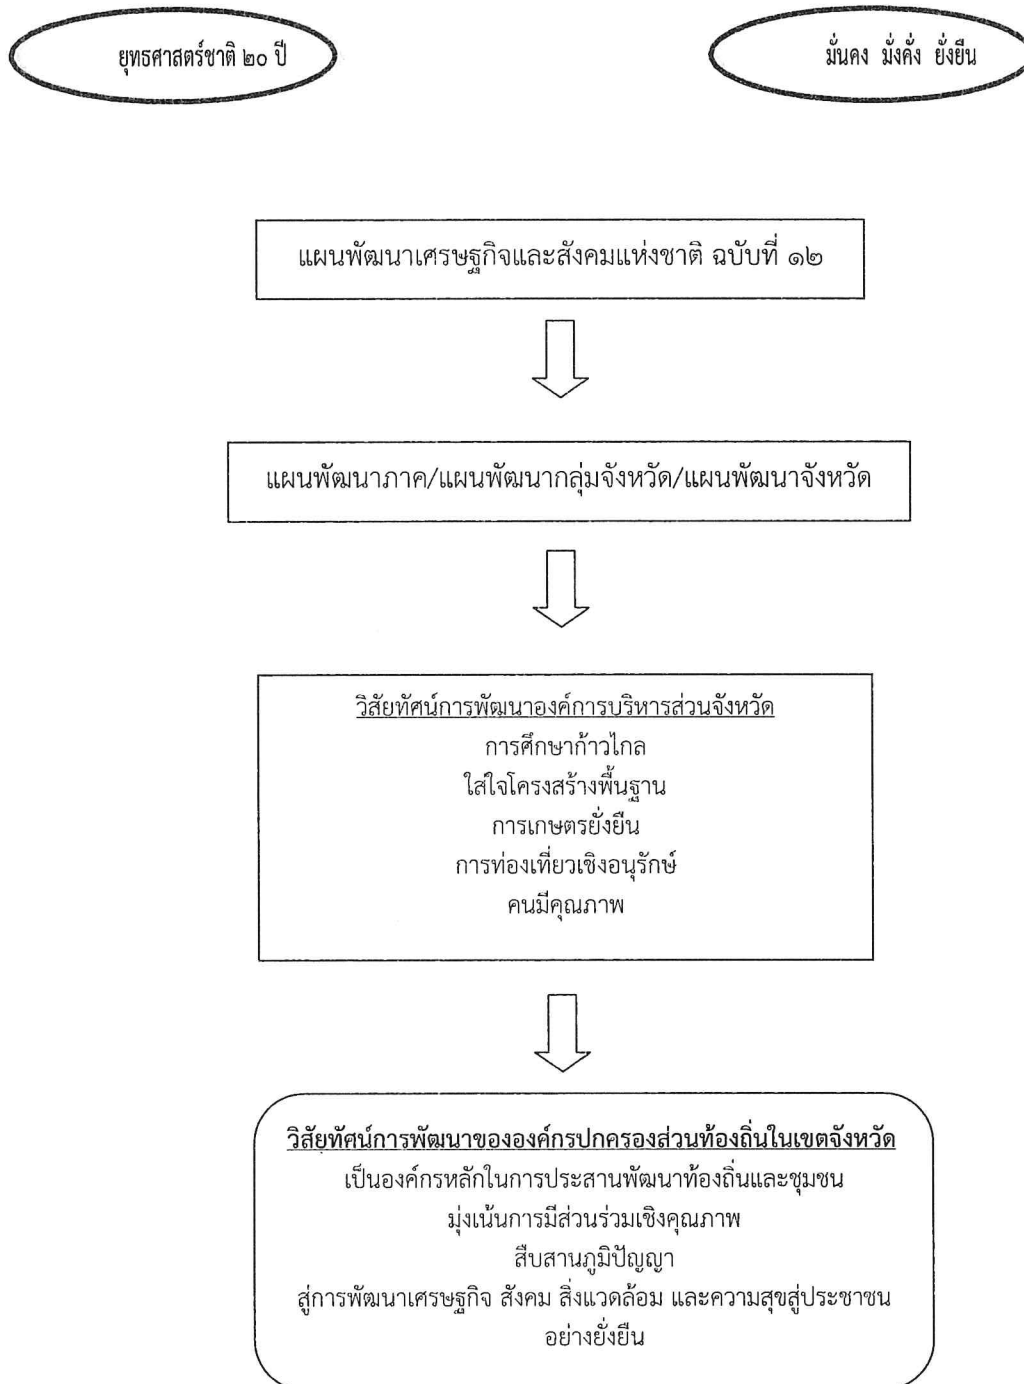 ยุทธศาสตร์ชาติ ๒๐ ปี
มั่นคง มั่งคั่ง ยั่งยืน
แผนพัฒนาเศรษฐกิจและสังคมแห่งชาติ ฉบับที่ ๑๒
แผนพัฒนาภาค/แผนพัฒนากลุ่มจังหวัด/แผนพัฒนาจังหวัด
วิสัยทัศน์การพัฒนาองค์การบริหารส่วนจังหวัด
การศึกษาก้าวไกล
ใส่ใจโครงสร้างพื้นฐาน
การเกษตรยั่งยืน
การท่องเที่ยวเชิงอนุรักษ์
คนมีคุณภาพ
วิสัยทัศน์การพัฒนาขององค์กรปกครองส่วนท้องถิ่นในเขตจังหวัด
เป็นองค์กรหลักในการประสานพัฒนาท้องถิ่นและชุมชน
มุ่งเน้นการมีส่วนร่วมเชิงคุณภาพ
สืบสานภูมิปัญญา
สู่การพัฒนาเศรษฐกิจ สังคม สิ่งแวดล้อม และความสุขสู่ประชาชน
อย่างยั่งยืน